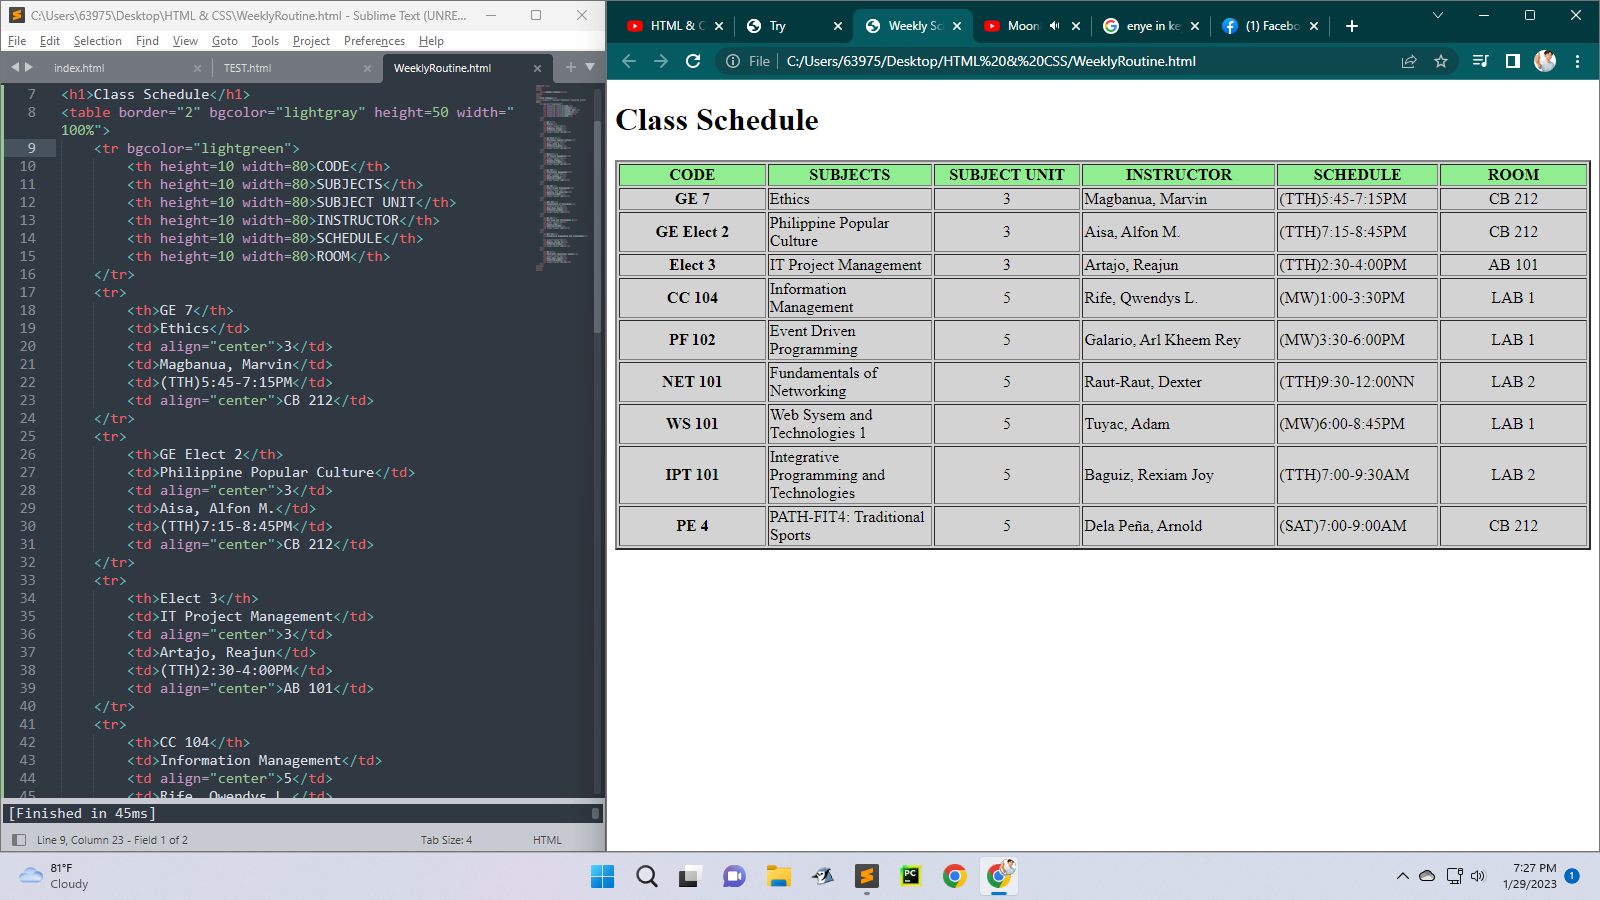 C:\Users\63975\Desktop\HTML & CSS\WeeklyRoutine.html - Sublime Text (UNRE...
File Edit Selection Find View Goto Tools Project Preferences Help
index.html TEST.html WeeklyRoutine.html
7 <h1>Class Schedule</h1>
8 <table border="2" bgcolor="lightgray" height=50 width="
100%">
9 <tr bgcolor="lightgreen">
10 <th height=10 width=80>CODE</th>
11 <th height=10 width=80>SUBJECTS</th>
12 <th height=10 width=80>SUBJECT UNIT</th>
13 <th height=10 width=80>INSTRUCTOR</th>
14 <th height=10 width=80>SCHEDULE</th>
15 <th height=10 width=80>ROOM</th>
16 </tr>
17 <tr>
18 <th>GE 7</th>
19 <td>Ethics</td>
20 <td align="center">3</td>
21 <td>Magbanua, Marvin</td>
22 <td>(TTH)5:45-7:15PM</td>
23 <td align="center">CB 212</td>
24 </tr>
25 <tr>
26 <th>GE Elect 2</th>
27 <td>Philippine Popular Culture</td>
28 <td align="center">3</td>
29 <td>Aisa, Alfon M.</td>
30 <td>(TTH)7:15-8:45PM</td>
31 <td align="center">CB 212</td>
32 </tr>
33 <tr>
34 <th>Elect 3</th>
35 <td>IT Project Management</td>
36 <td align="center">3</td>
37 <td>Artajo, Reajun</td>
38 <td>(TTH)2:30-4:00PM</td>
39 <td align="center">AB 101</td>
40 </tr>
41 <tr>
42 <th>CC 104</th>
43 <td>Information Management</td>
44 <td align="center">5</td>
45 <td>Rife, Qwendys L.</td>
[Finished in 45ms]
Line 9, Column 23 - Field 1 of 2 Tab Size: 4 HTML
HTML & C Try Weekly Sc Moon enye in ke (1) Facebo
File C:/Users/63975/Desktop/HTML%20&%20CSS/WeeklyRoutine.html
Class Schedule
CODE SUBJECTS SUBJECT UNIT INSTRUCTOR SCHEDULE ROOM
GE 7 Ethics 3 Magbanua, Marvin (TTH)5:45-7:15PM CB 212
GE Elect 2 Philippine Popular 3 Aisa, Alfon M. (TTH)7:15-8:45PM CB 212
Culture
Elect 3 IT Project Management 3 Artajo, Reajun (TTH)2:30-4:00PM AB 101
CC 104 Information 5 Rife, Qwendys L. (MW)1:00-3:30PM LAB 1
Management
PF 102 Event Driven 5 Galario, Arl Kheem Rey (MW)3:30-6:00PM LAB 1
Programming
NET 101 Fundamentals of 5 Raut-Raut, Dexter (TTH)9:30-12:00NN LAB 2
Networking
WS 101 Web Sysem and 5 Tuyac, Adam (MW)6:00-8:45PM LAB 1
Technologies 1
IPT 101 Integrative 5 Baguiz, Rexiam Joy (TTH)7:00-9:30AM LAB 2
Programming and
Technologies
PE 4 PATH-FIT4: Traditional 5 Dela Peña, Arnold (SAT)7:00-9:00AM CB 212
Sports
81°F
Cloudy
PC
7:27 PM
1/29/2023
1